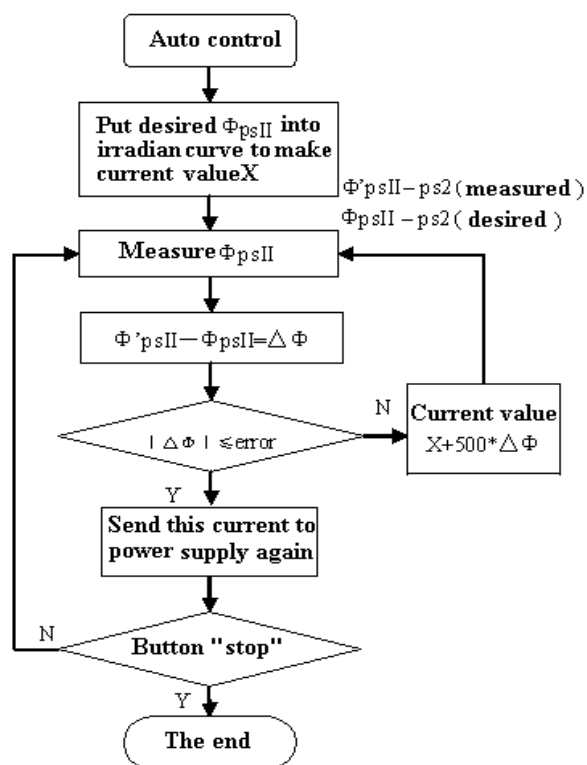 Auto control
Put desired ΦpsII into
irradian curve to make
current valueX
Φ'psII-ps2(measured)
ΦpsII-ps2(desired)
Measure ΦpsII
Φ'psII—ΦpsII=△Φ
| △Φ | ≤error
N
Current value
X+500*△Φ
Y
Send this current to
power supply again
N
Button "stop"
Y
The end